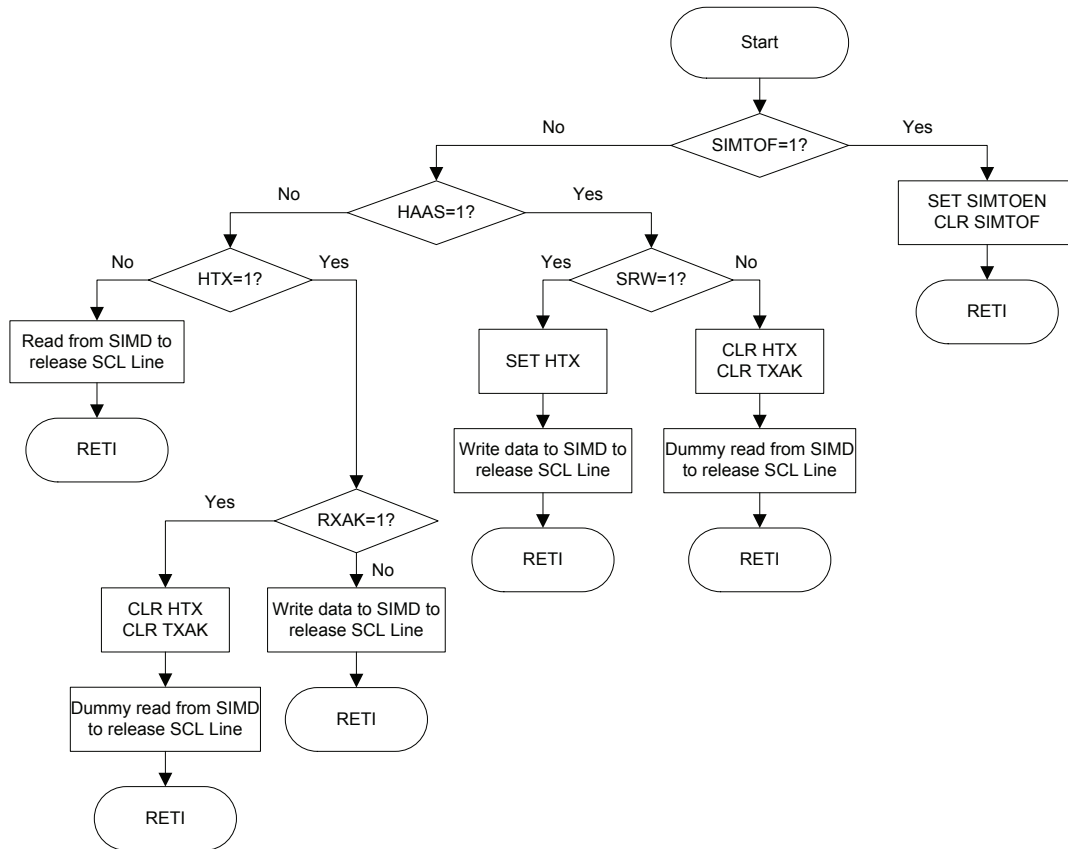 Start
No
SIMTOF=1?
Yes
No
HAAS=1?
Yes
SET SIMTOEN
CLR SIMTOF
No
HTX=1?
Yes
Yes
SRW=1?
No
RETI
Read from SIMD to
release SCL Line
SET HTX
CLR HTX
CLR TXAK
RETI
Write data to SIMD to
release SCL Line
Dummy read from SIMD
to release SCL Line
Yes
RXAK=1?
No
RETI
RETI
CLR HTX
CLR TXAK
Write data to SIMD to
release SCL Line
Dummy read from SIMD
to release SCL Line
RETI
RETI